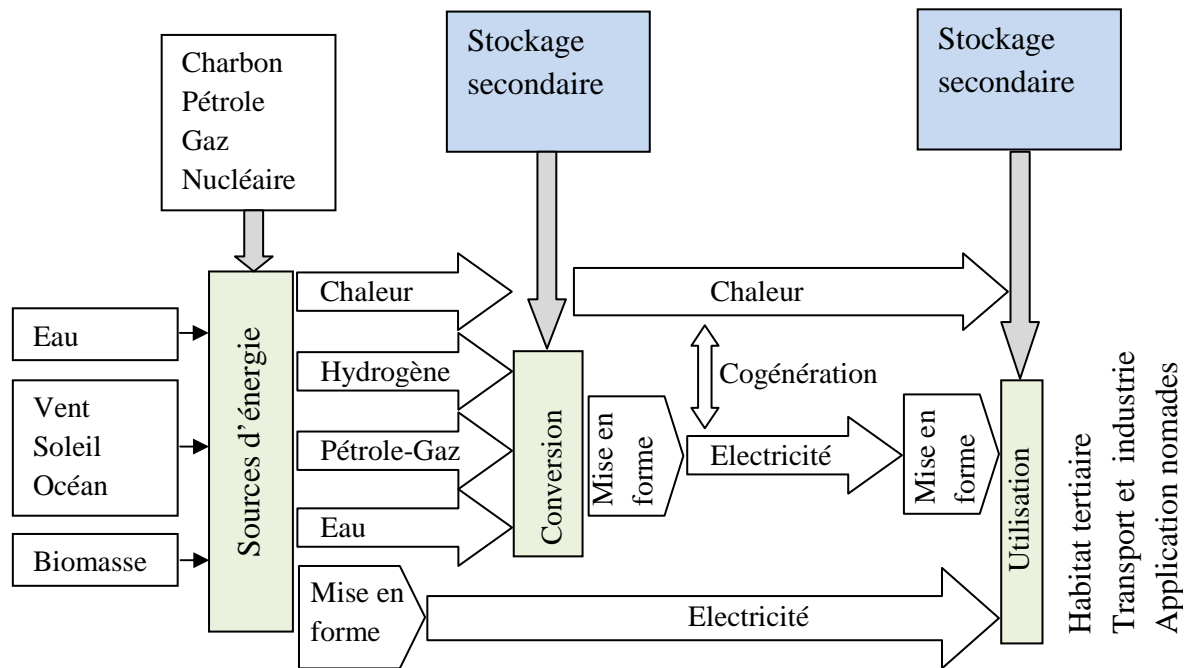 Charbon
Pétrole
Gaz
Nucléaire
Stockage
secondaire
Stockage
secondaire
Eau
Vent
Soleil
Océan
Biomasse
Sources d’énergie
Chaleur
Hydrogène
Pétrole-Gaz
Eau
Mise en
forme
Conversion
Mise en
forme
Chaleur
Cogénération
Electricité
Mise en
forme
Electricité
Utilisation
Habitat tertiaire
Transport et industrie
Application nomades